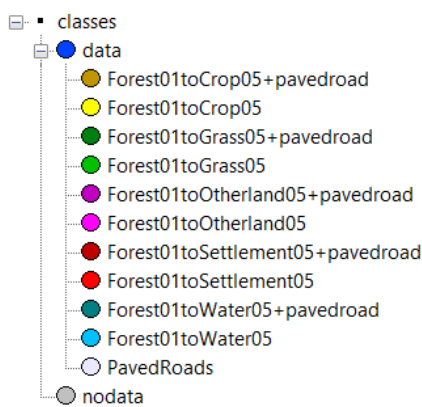 classes
data
Forest01toCrop05+pavedroad
Forest01toCrop05
Forest01toGrass05+pavedroad
Forest01toGrass05
Forest01toOtherland05+pavedroad
Forest01toOtherland05
Forest01toSettlement05+pavedroad
Forest01toSettlement05
Forest01toWater05+pavedroad
Forest01toWater05
PavedRoads
nodata